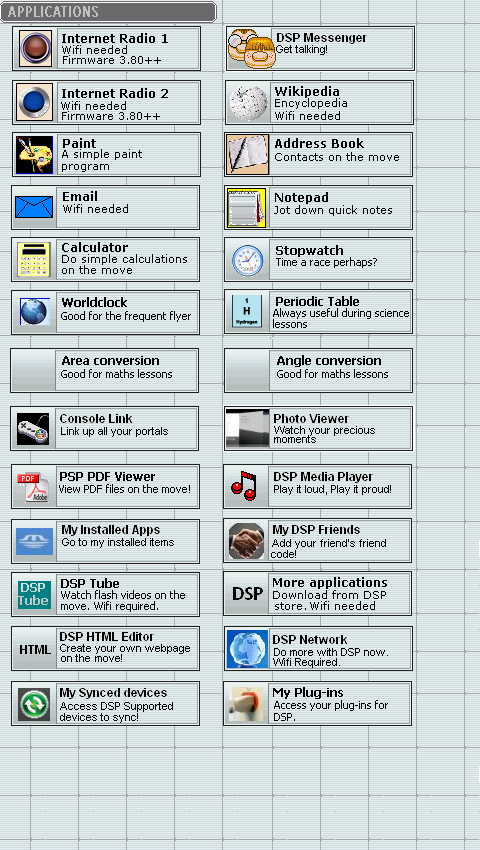 APPLICATIONS
Internet Radio 1
Wifi needed
Firmware 3.80++
DSP Messenger
Get talking!
Internet Radio 2
Wifi needed
Firmware 3.80++
Wikipedia
Encyclopedia
Wifi needed
Paint
A simple paint
program
Address Book
Contacts on the move
Email
Wifi needed
Notepad
Jot down quick notes
Calculator
Do simple calculations
on the move
Stopwatch
Time a race perhaps?
Worldclock
Good for the frequent flyer
1
H
Hydrogen
Periodic Table
Always useful during science
lessons
Area conversion
Good for maths lessons
Angle conversion
Good for maths lessons
Console Link
Link up all your portals
Photo Viewer
Watch your precious
moments
PDF
Adobe
PSP PDF Viewer
View PDF files on the move!
DSP Media Player
Play it loud, Play it proud!
My Installed Apps
Go to my installed items
My DSP Friends
Add your friend's friend
code!
DSP
Tube
DSP Tube
Watch flash videos on the
move. Wifi required.
DSP
More applications
Download from DSP
store. Wifi needed
HTML
DSP HTML Editor
Create your own webpage
on the move!
DSP Network
Do more with DSP now.
Wifi Required.
My Synced devices
Access DSP Supported
devices to sync!
My Plug-ins
Access your plug-ins for
DSP.